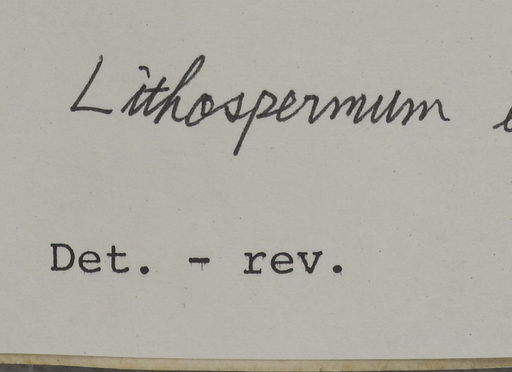 Lithospermum
Det. - rev.